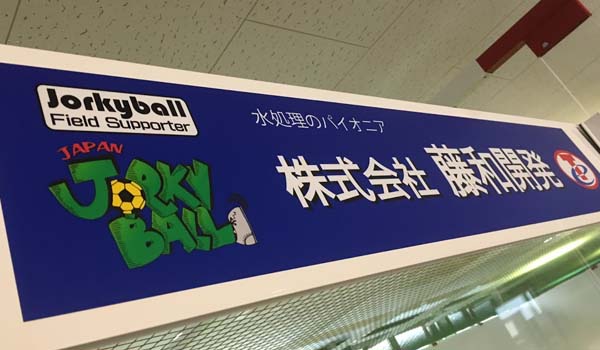 Jorkyball
Field Supporter
JAPAN
JORKY
BALL
水処理のパイオニア
株式会社 藤和開発